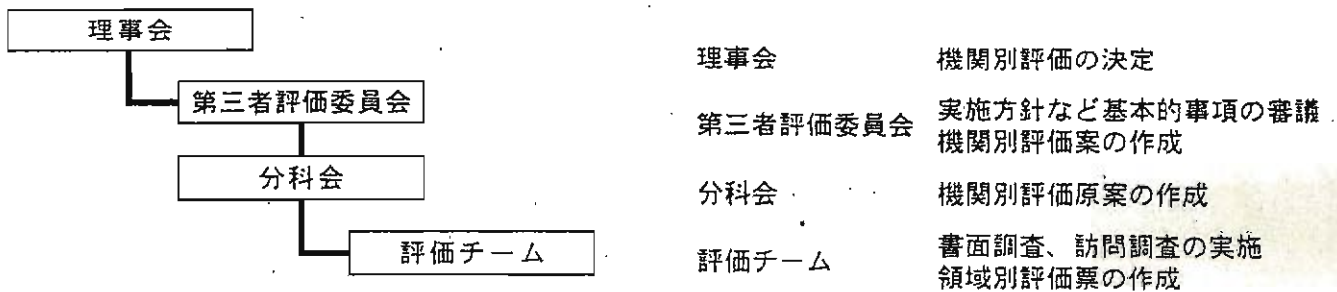 理事会
第三者評価委員会
分科会
評価チーム
理事会 機関別評価の決定
第三者評価委員会 実施方針など基本的事項の審議
機関別評価案の作成
分科会 機関別評価原案の作成
評価チーム 書面調査、訪問調査の実施
領域別評価票の作成